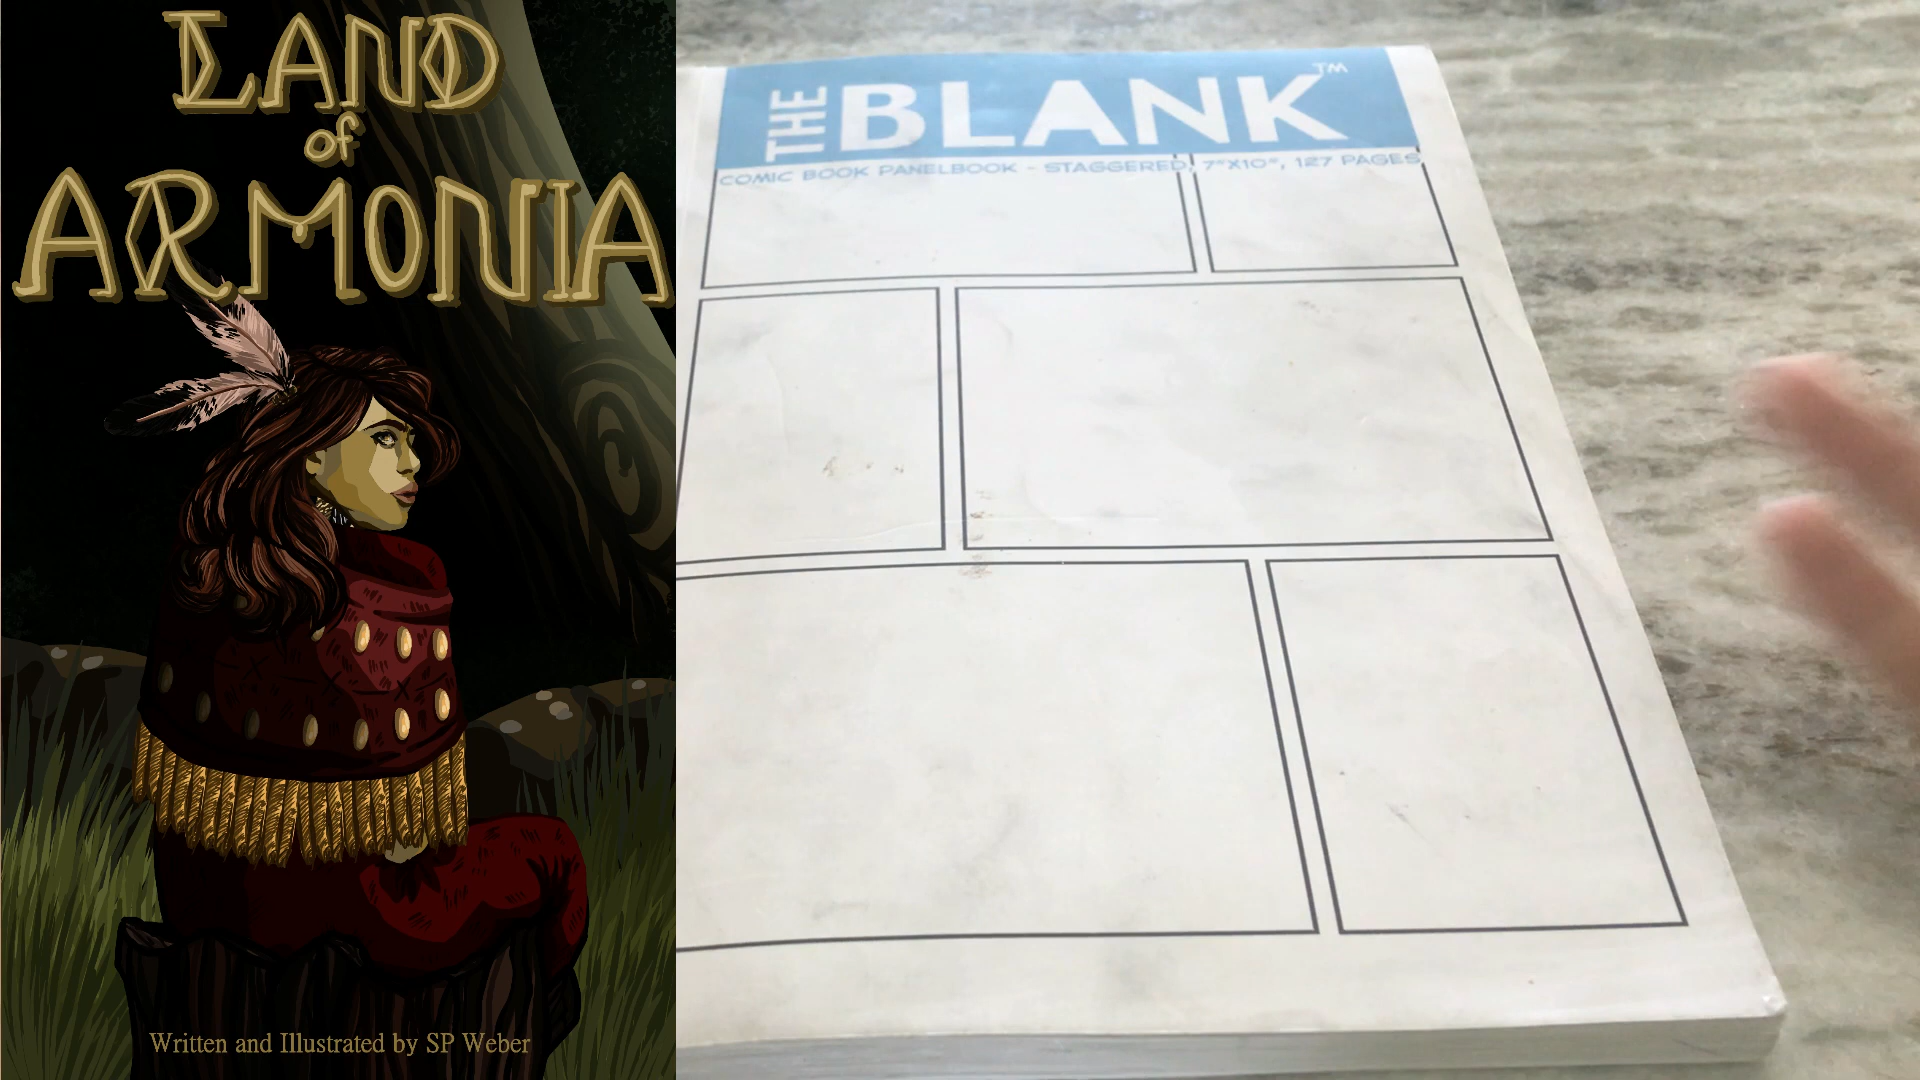 LAND
of
ARMONIA
Written and Illustrated by SP Weber
THE BLANK™
COMIC BOOK PANELBOOK - STAGGERED, 7"X10", 127 PAGES